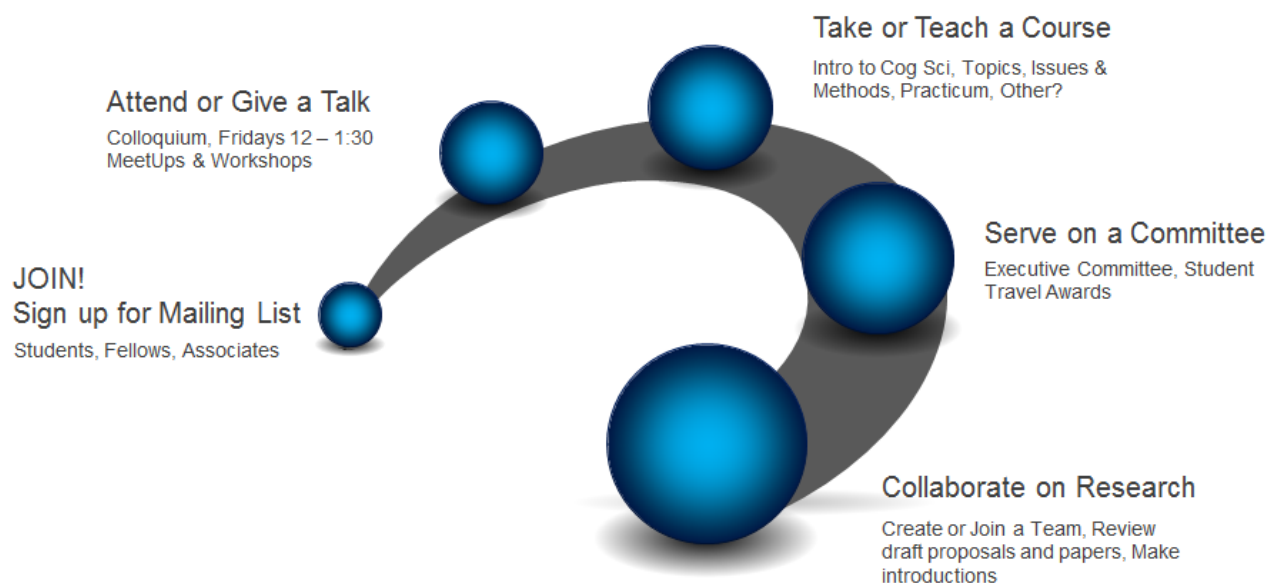 JOIN!
Sign up for Mailing List
Students, Fellows, Associates
Attend or Give a Talk
Colloquium, Fridays 12 – 1:30
MeetUps & Workshops
Take or Teach a Course
Intro to Cog Sci, Topics, Issues &
Methods, Practicum, Other?
Serve on a Committee
Executive Committee, Student
Travel Awards
Collaborate on Research
Create or Join a Team, Review
draft proposals and papers, Make
introductions